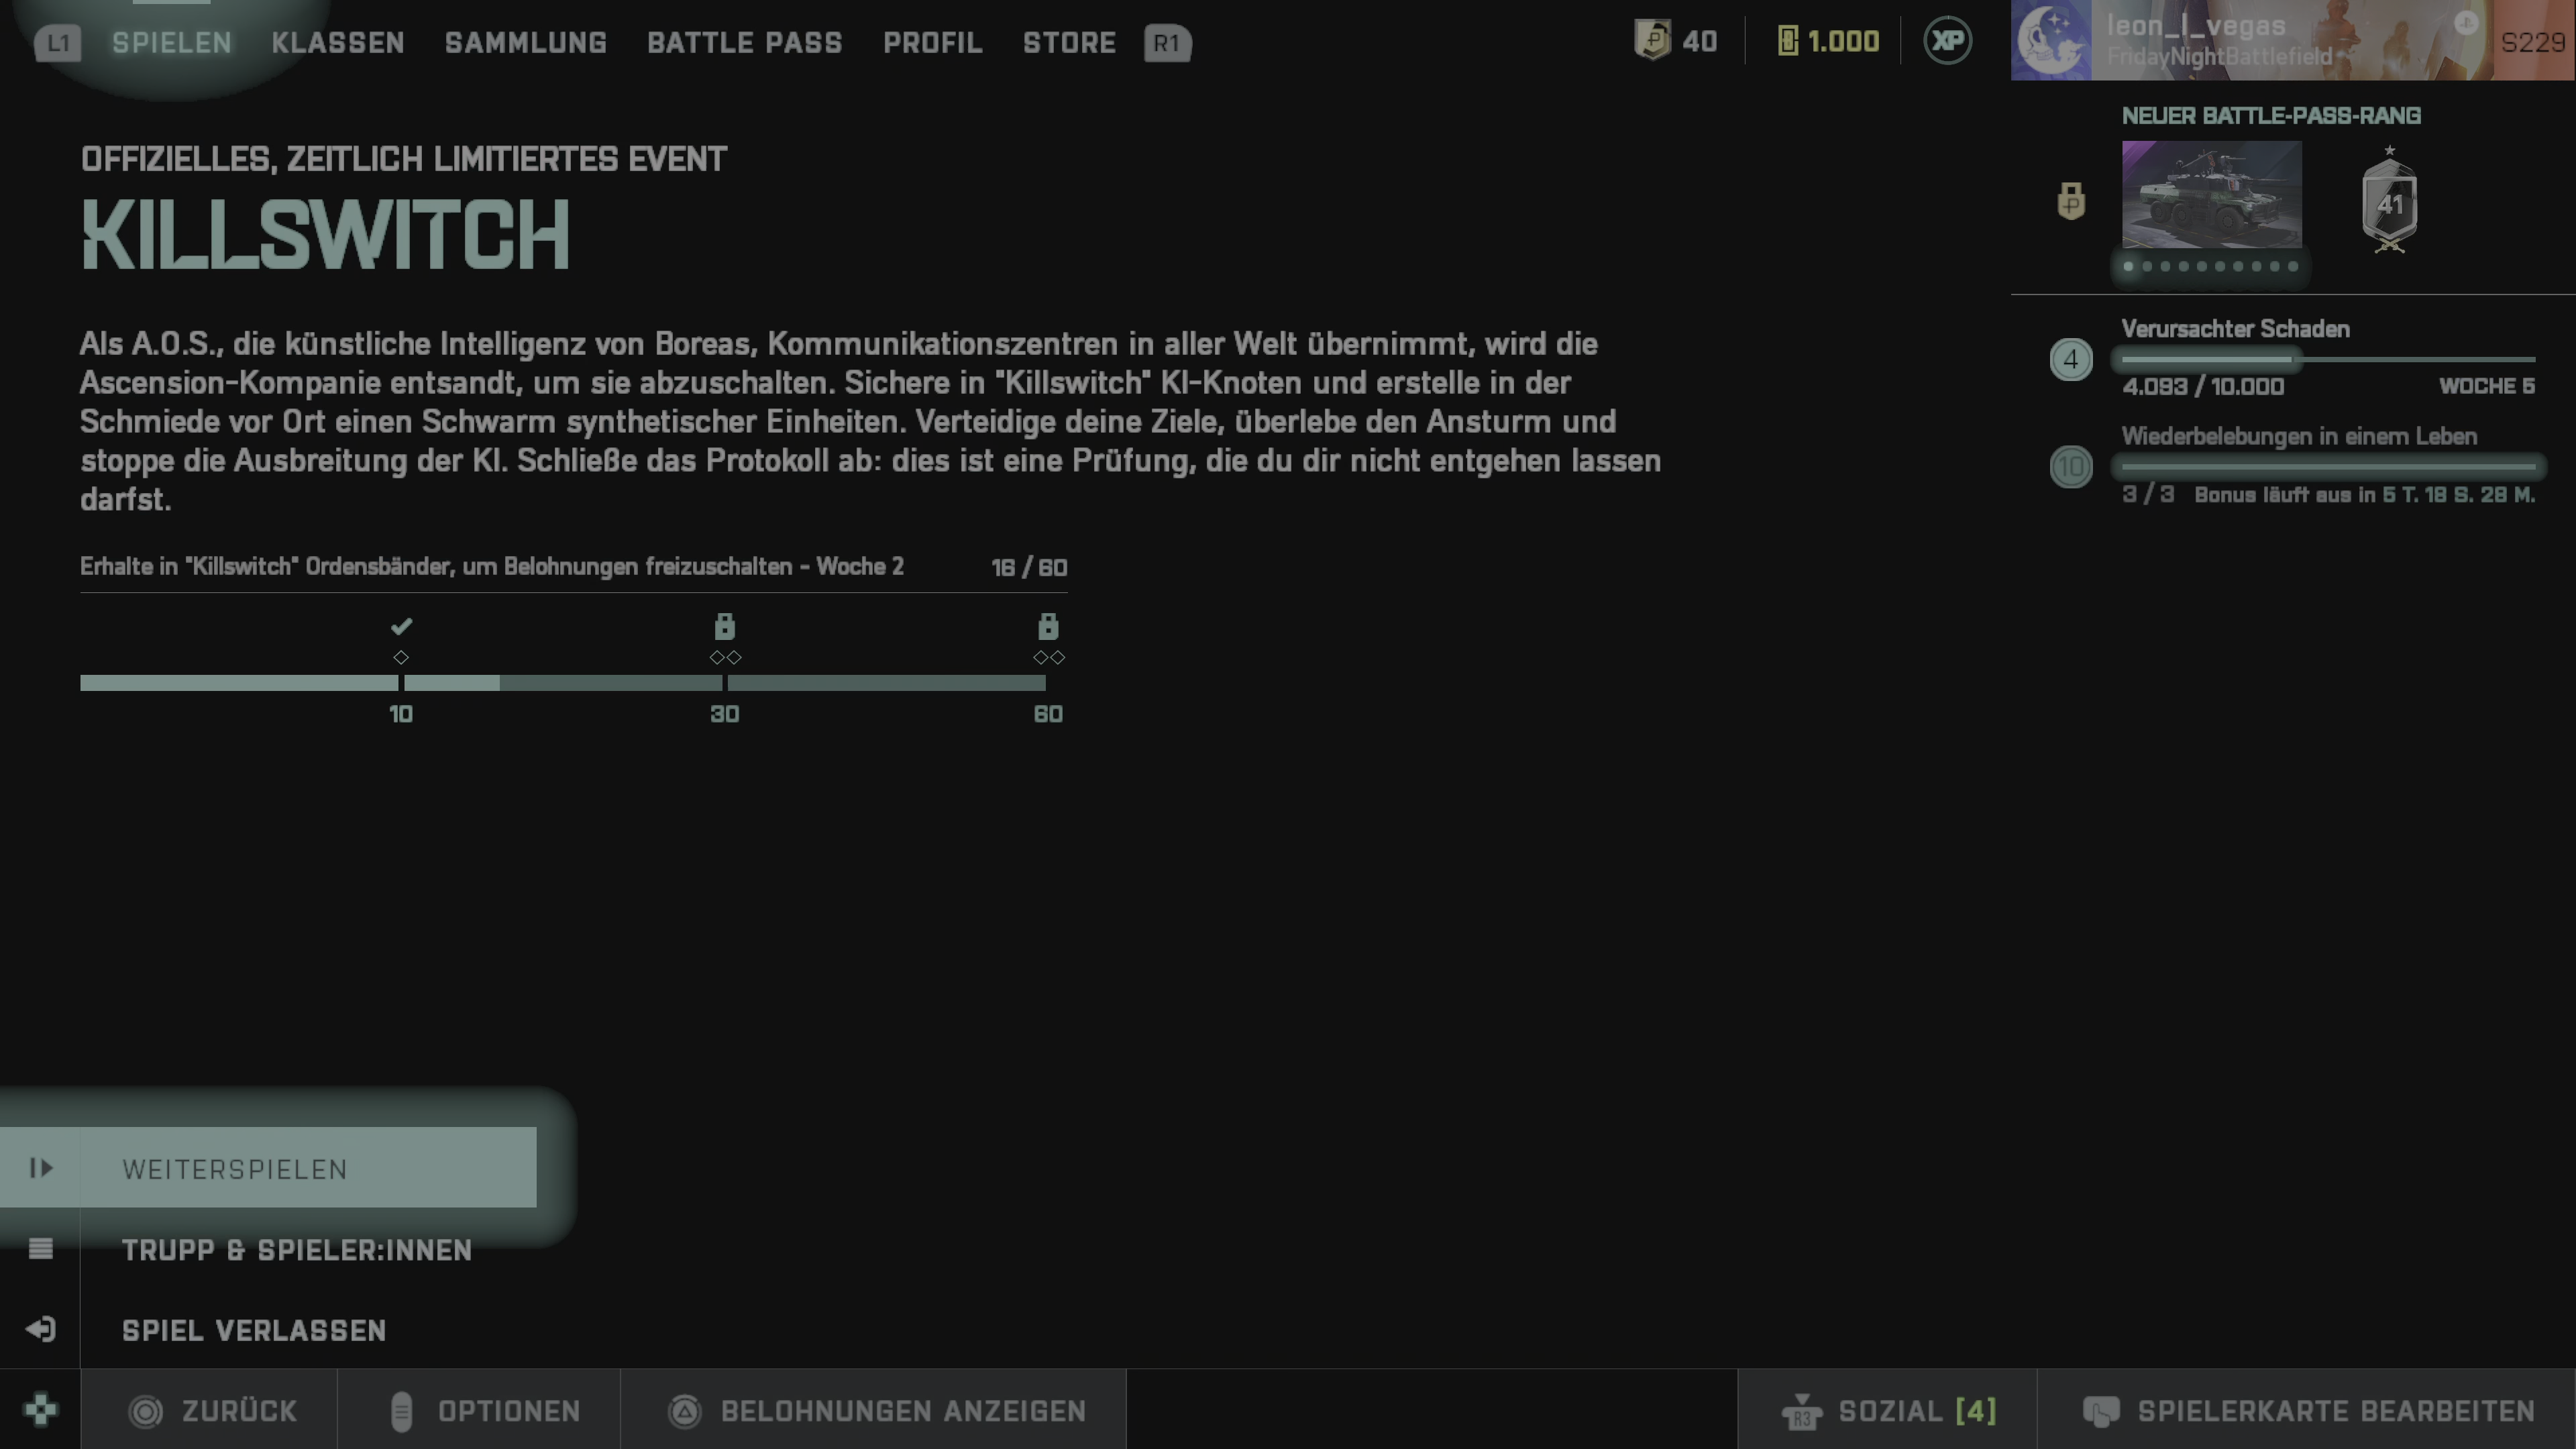 L1 SPIELEN KLASSEN SAMMLUNG BATTLE PASS PROFIL STORE R1
40 1.000 XP
leon_l_vegas
FridayNightBattlefield
S229
OFFIZIELLES, ZEITLICH LIMITIERTES EVENT
KILLSWITCH
Als A.O.S., die künstliche Intelligenz von Boreas, Kommunikationszentren in aller Welt übernimmt, wird die
Ascension-Kompanie entsandt, um sie abzuschalten. Sichere in "Killswitch" KI-Knoten und erstelle in der
Schmiede vor Ort einen Schwarm synthetischer Einheiten. Verteidige deine Ziele, überlebe den Ansturm und
stoppe die Ausbreitung der KI. Schließe das Protokoll ab: dies ist eine Prüfung, die du dir nicht entgehen lassen
darfst.
Erhalte in "Killswitch" Ordensbänder, um Belohnungen freizuschalten - Woche 2 16 / 60
10 30 60
NEUER BATTLE-PASS-RANG
41
Verursachter Schaden
4
4.093 / 10.000 WOCHE 5
Wiederbelebungen in einem Leben
10
3 / 3 Bonus läuft aus in 5 T. 18 S. 28 M.
WEITERSPIELEN
TRUPP & SPIELER:INNEN
SPIEL VERLASSEN
ZURÜCK OPTIONEN BELOHNUNGEN ANZEIGEN R3 SOZIAL [4] SPIELERKARTE BEARBEITEN